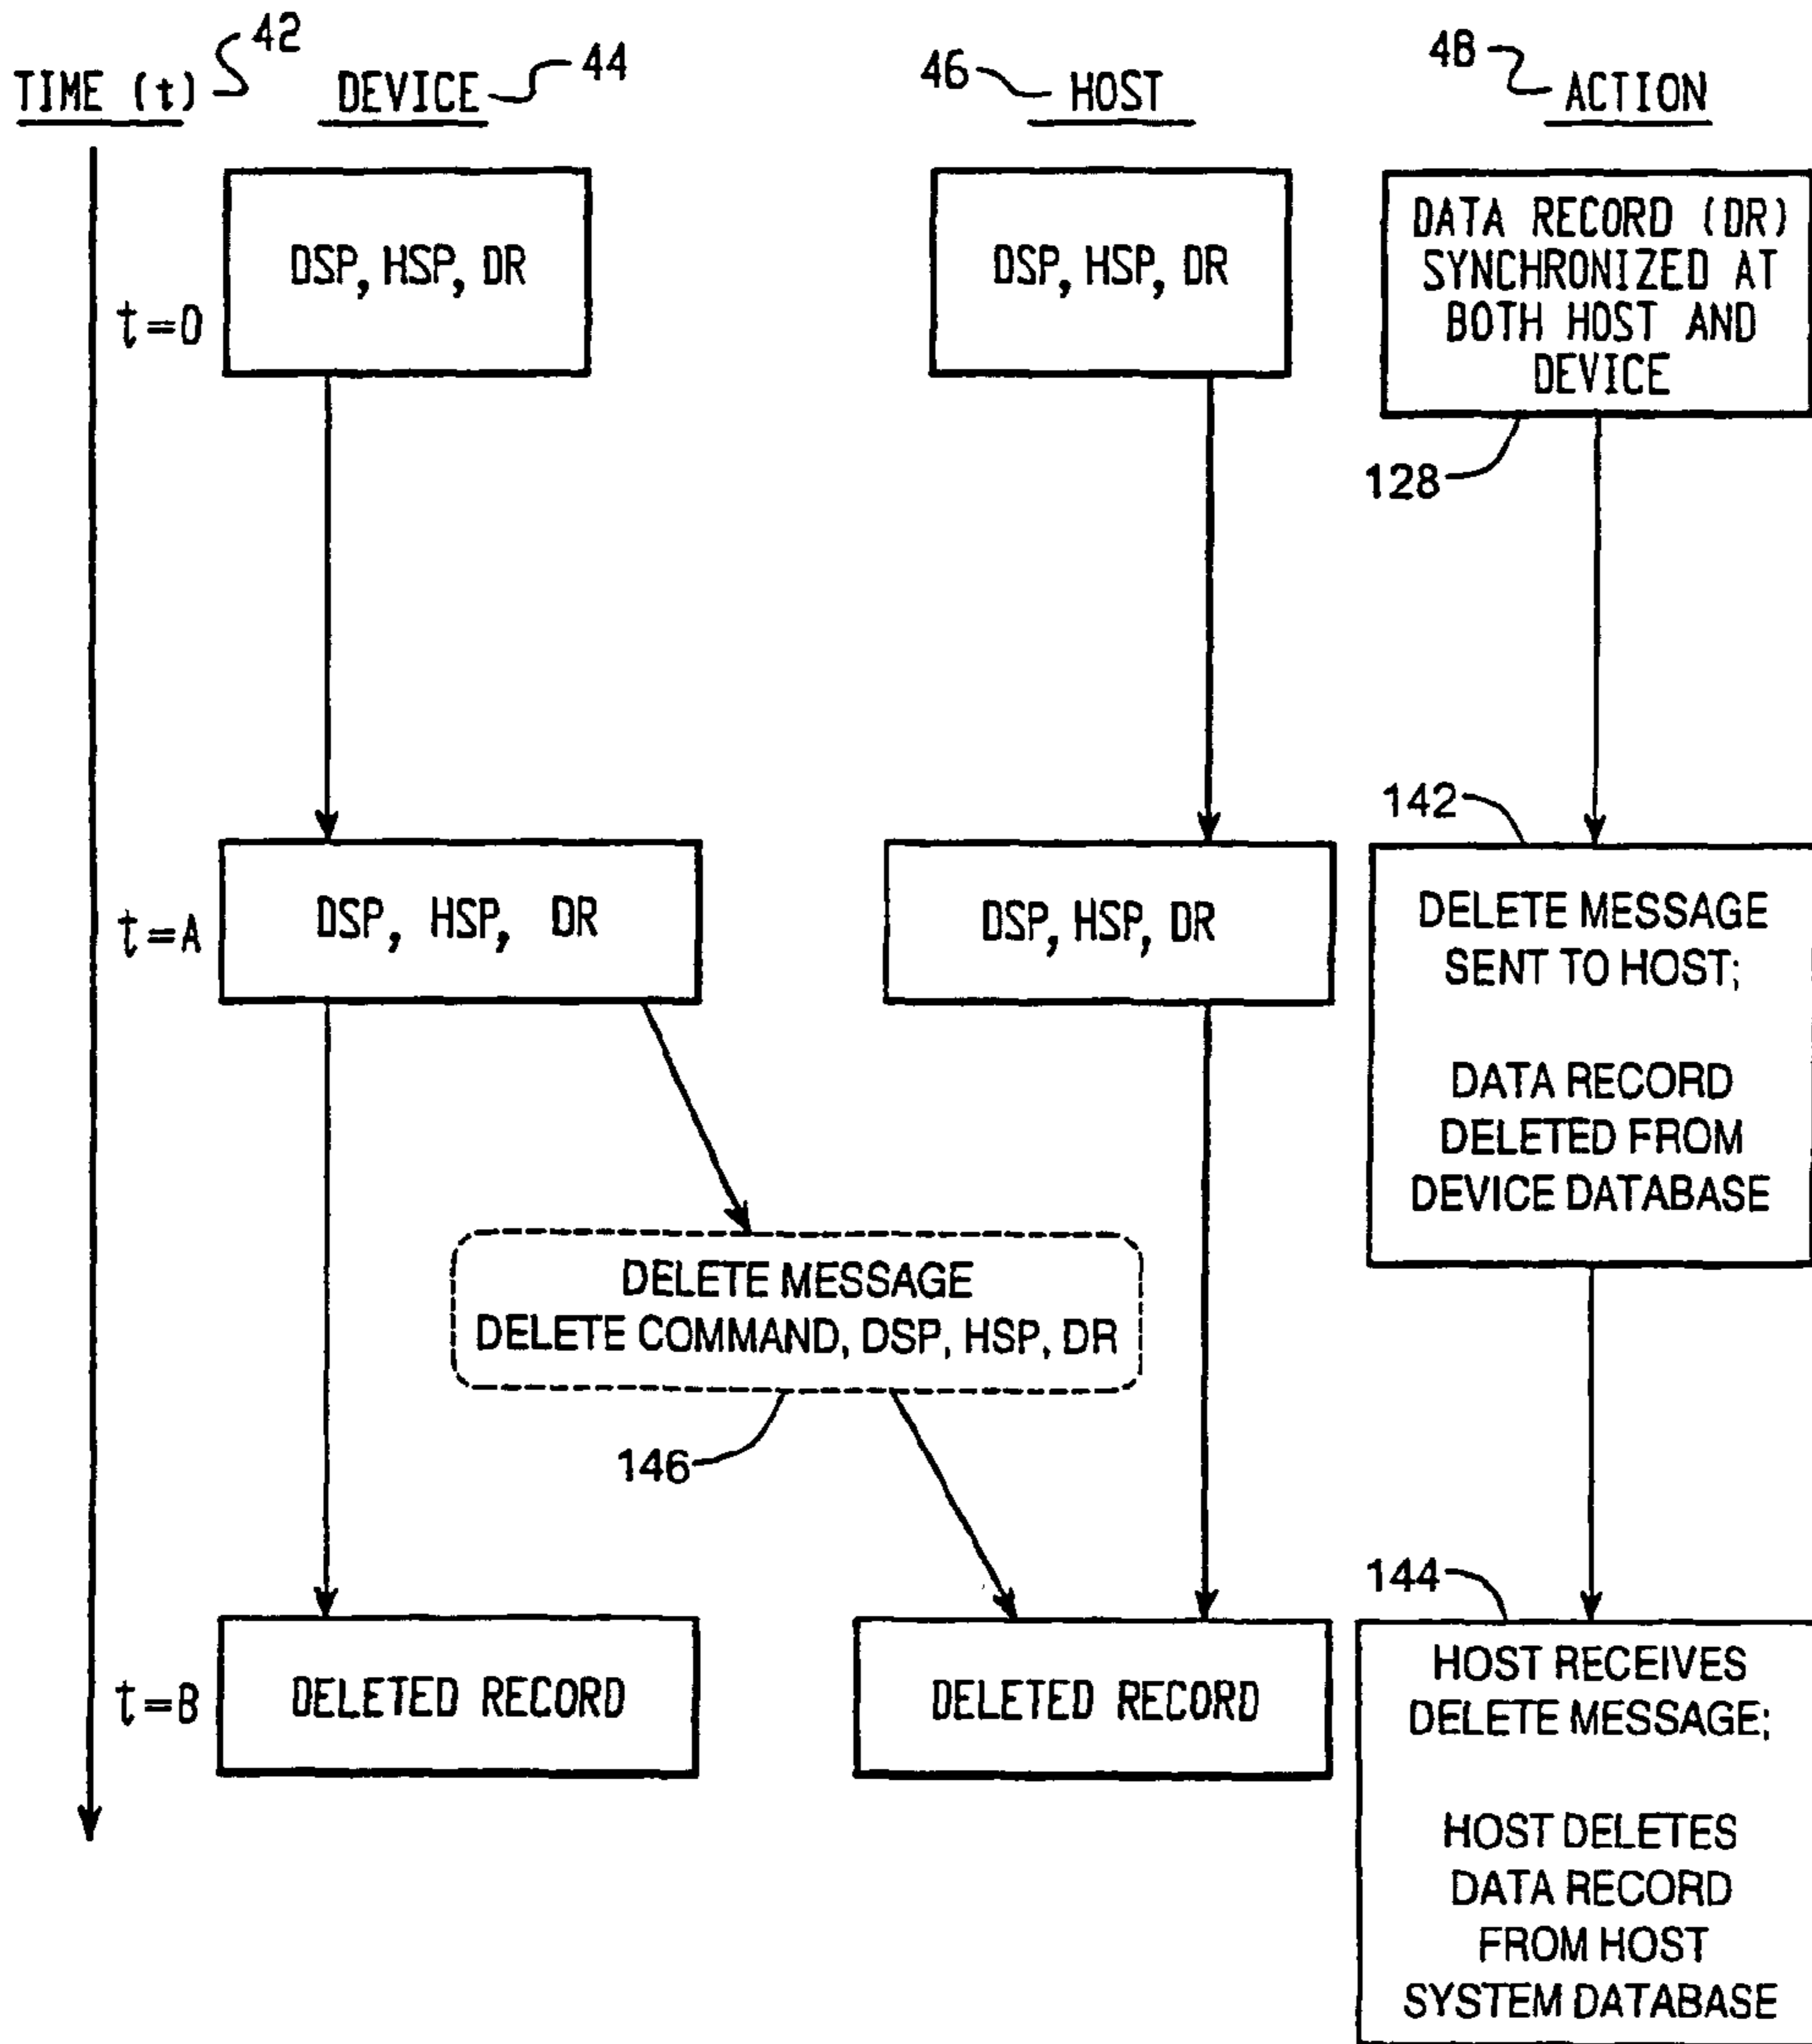 42
44
46
48
TIME (t)
DEVICE
HOST
ACTION
DSP, HSP, DR
DSP, HSP, DR
DATA RECORD (DR)
SYNCHRONIZED AT
BOTH HOST AND
DEVICE
t=0
128
142
t=A
DSP, HSP, DR
DSP, HSP, DR
DELETE MESSAGE
SENT TO HOST;
DATA RECORD
DELETED FROM
DEVICE DATABASE
DELETE MESSAGE
DELETE COMMAND, DSP, HSP, DR
146
144
t=B
DELETED RECORD
DELETED RECORD
HOST RECEIVES
DELETE MESSAGE;
HOST DELETES
DATA RECORD
FROM HOST
SYSTEM DATABASE